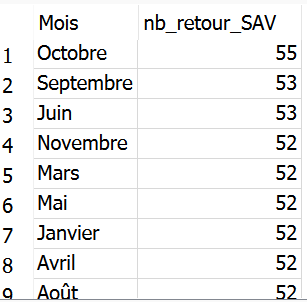 Mois nb_retour_SAV
1 Octobre 55
2 Septembre 53
3 Juin 53
4 Novembre 52
5 Mars 52
6 Mai 52
7 Janvier 52
8 Avril 52
9 Août 52